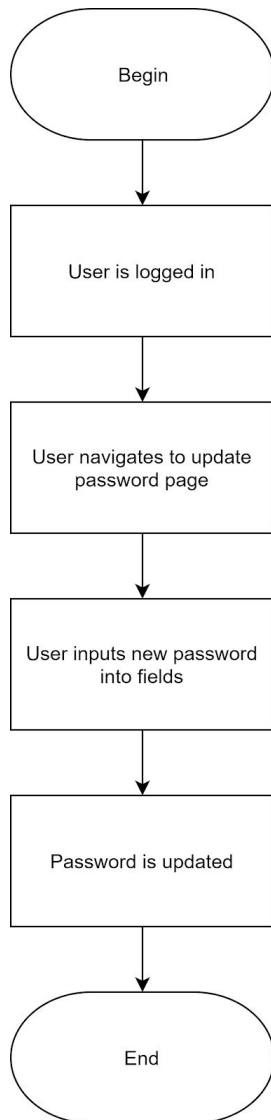 Begin
User is logged in
User navigates to update
password page
User inputs new password
into fields
Password is updated
End